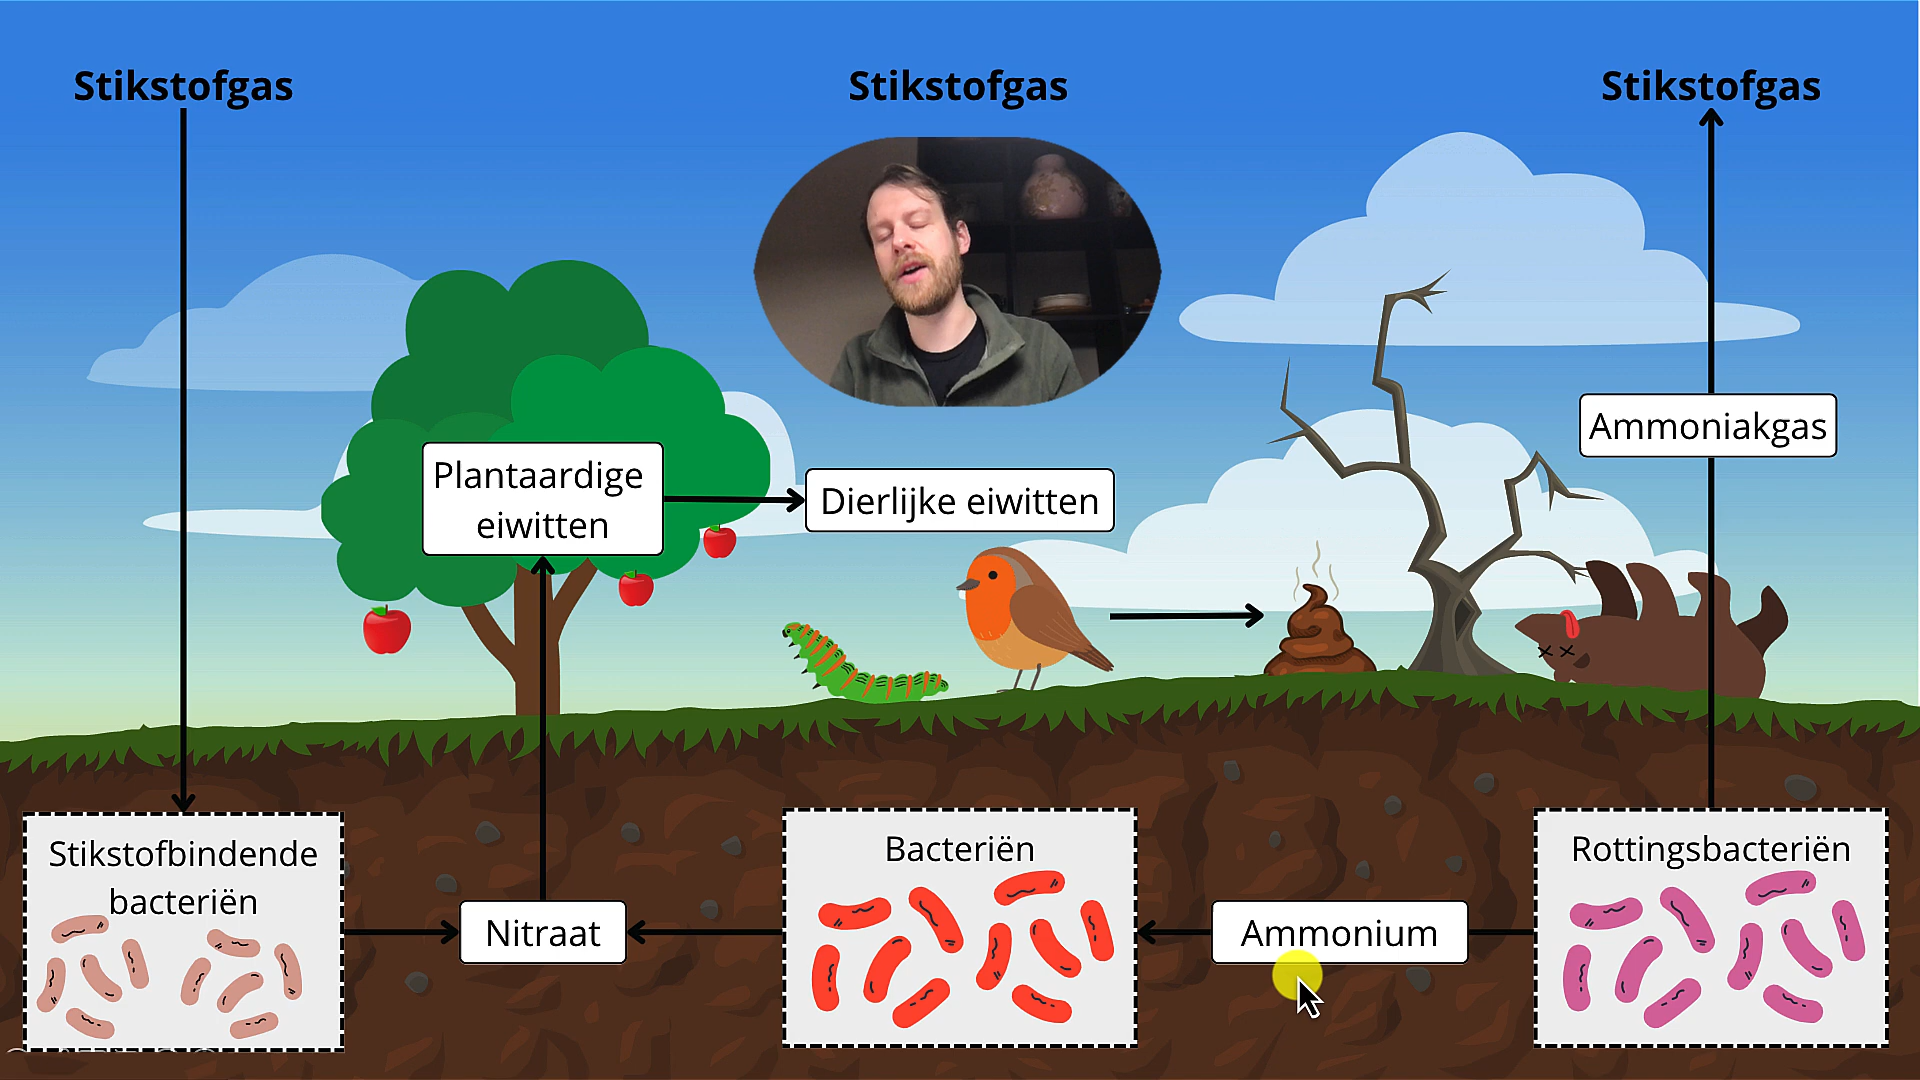 Stikstofgas
Stikstofgas
Stikstofgas
Ammoniakgas
Plantaardige
eiwitten
Dierlijke eiwitten
Stikstofbindende
bacteriën
Nitraat
Bacteriën
Ammonium
Rottingsbacteriën